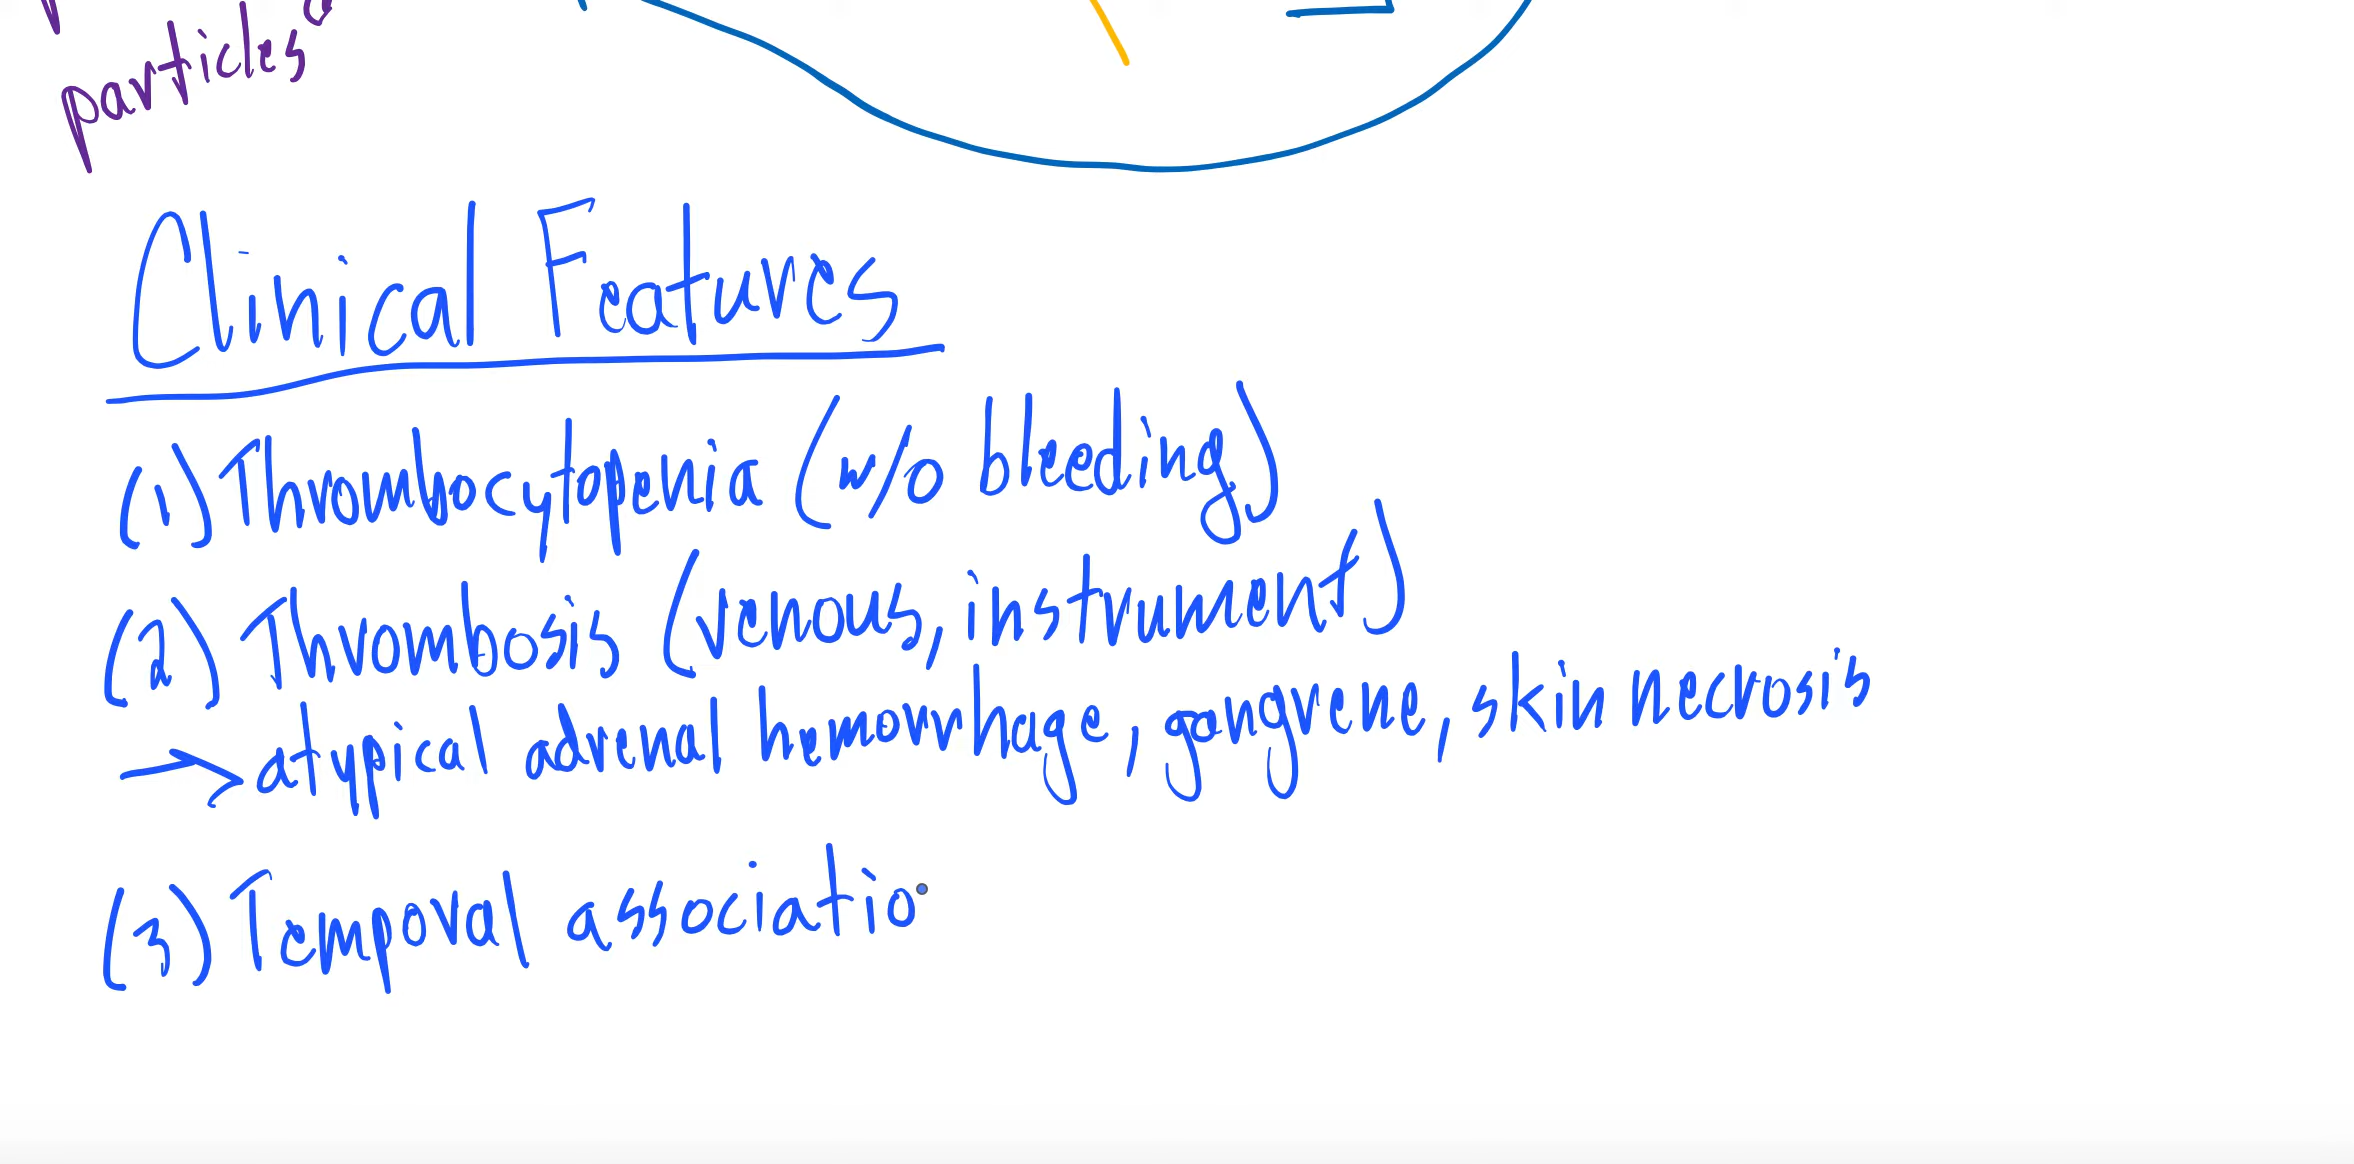 particles
Clinical Features
(1) Thrombocytopenia (w/o bleeding)
(2) Thrombosis (venous, instrument)
→ atypical adrenal hemorrhage, gangrene, skin necrosis
(3) Temporal associatio